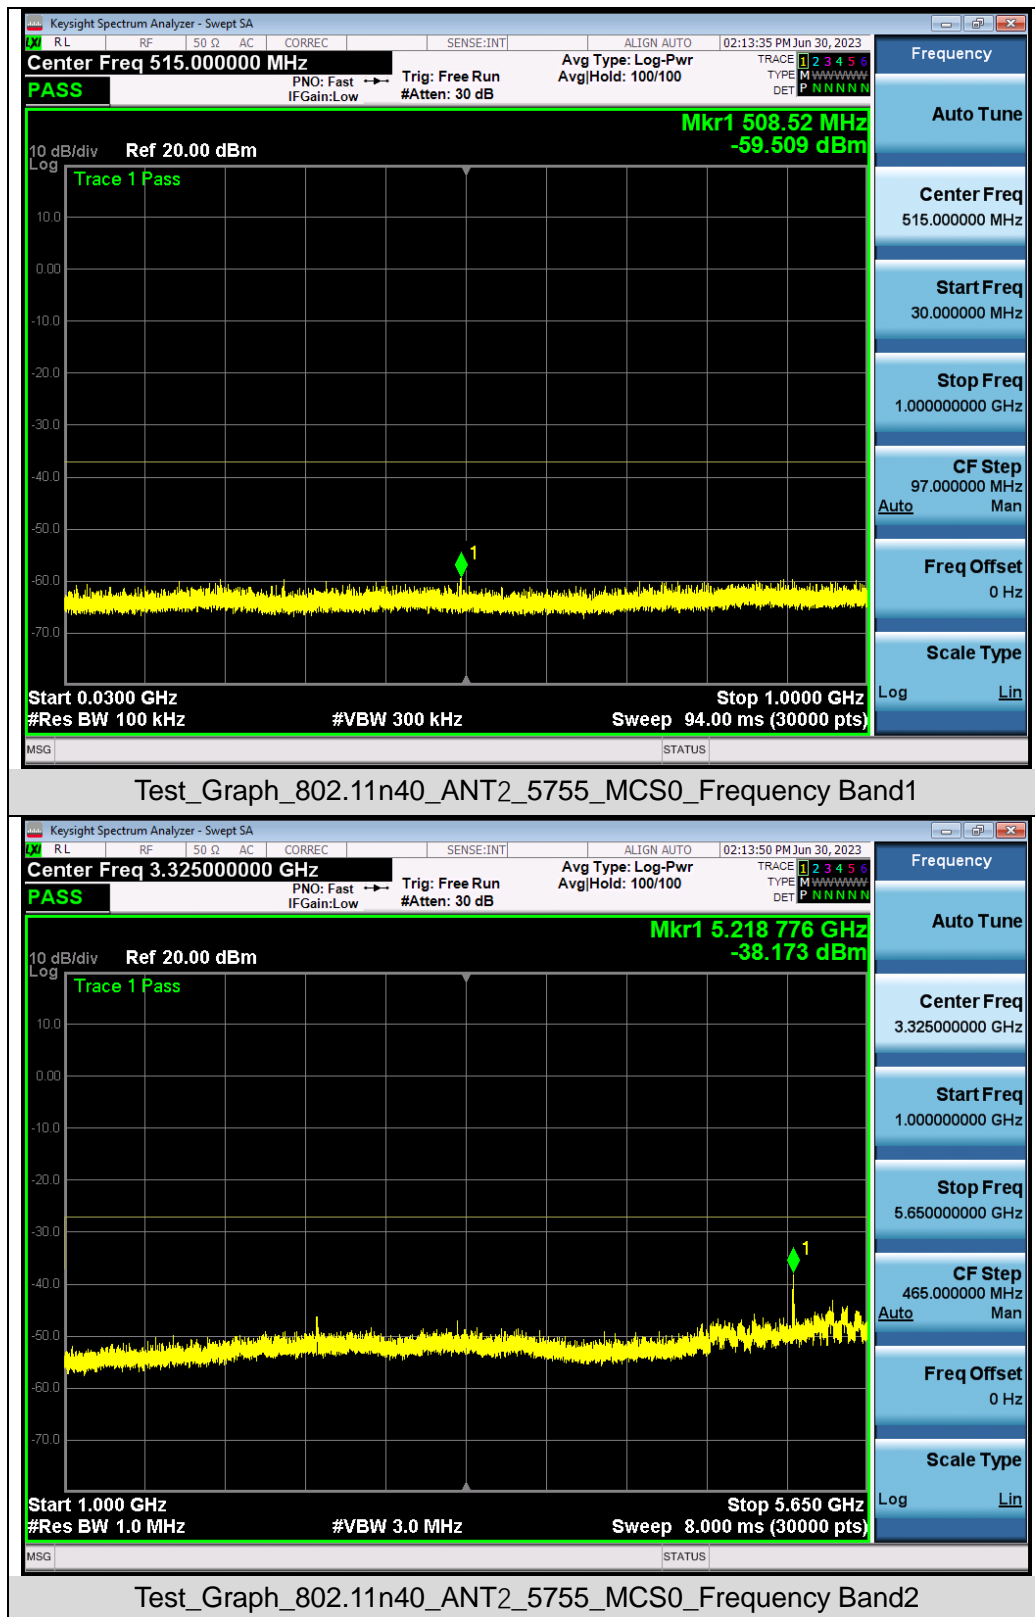 Keysight Spectrum Analyzer - Swept SA
LXI RL RF 50 Ω AC CORREC SENSE:INT ALIGN AUTO 02:13:35 PM Jun 30, 2023
Center Freq 515.000000 MHz
PASS
PNO: Fast
IFGain:Low
Trig: Free Run
#Atten: 30 dB
Avg Type: Log-Pwr
Avg|Hold: 100/100
TRACE 1 2 3 4 5 6
TYPE M WWWWW
DET P N N N N N
Mkr1 508.52 MHz
-59.509 dBm
10 dB/div Ref 20.00 dBm
Log
Trace 1 Pass
10.0
0.00
-10.0
-20.0
-30.0
-40.0
-50.0
-60.0
-70.0
1
Start 0.0300 GHz Stop 1.0000 GHz
#Res BW 100 kHz #VBW 300 kHz Sweep 94.00 ms (30000 pts)
MSG STATUS
Frequency
Auto Tune
Center Freq
515.000000 MHz
Start Freq
30.000000 MHz
Stop Freq
1.000000000 GHz
CF Step
97.000000 MHz
Auto Man
Freq Offset
0 Hz
Scale Type
Log Lin
Test_Graph_802.11n40_ANT2_5755_MCS0_Frequency Band1
Keysight Spectrum Analyzer - Swept SA
LXI RL RF 50 Ω AC CORREC SENSE:INT ALIGN AUTO 02:13:50 PM Jun 30, 2023
Center Freq 3.325000000 GHz
PASS
PNO: Fast
IFGain:Low
Trig: Free Run
#Atten: 30 dB
Avg Type: Log-Pwr
Avg|Hold: 100/100
TRACE 1 2 3 4 5 6
TYPE M WWWWW
DET P N N N N N
Mkr1 5.218 776 GHz
-38.173 dBm
10 dB/div Ref 20.00 dBm
Log
Trace 1 Pass
10.0
0.00
-10.0
-20.0
-30.0
-40.0
-50.0
-60.0
-70.0
1
Start 1.000 GHz Stop 5.650 GHz
#Res BW 1.0 MHz #VBW 3.0 MHz Sweep 8.000 ms (30000 pts)
MSG STATUS
Frequency
Auto Tune
Center Freq
3.325000000 GHz
Start Freq
1.000000000 GHz
Stop Freq
5.650000000 GHz
CF Step
465.000000 MHz
Auto Man
Freq Offset
0 Hz
Scale Type
Log Lin
Test_Graph_802.11n40_ANT2_5755_MCS0_Frequency Band2